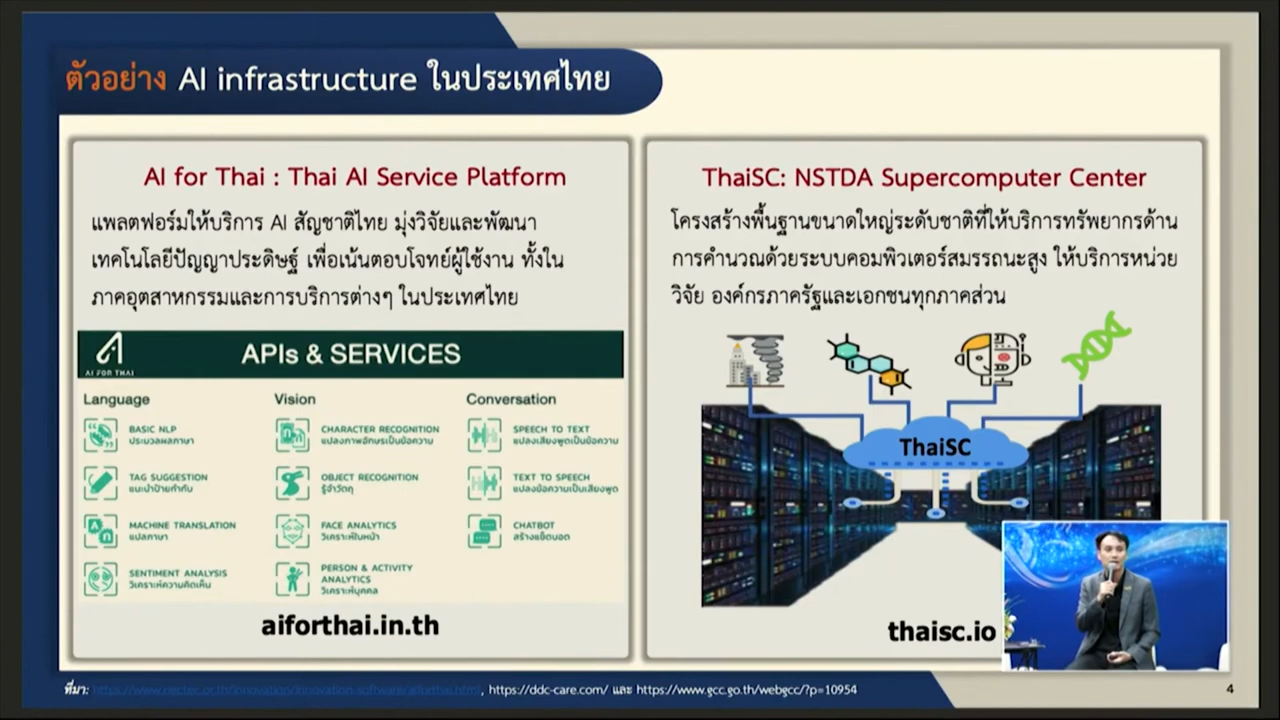 ตัวอย่าง AI infrastructure ในประเทศไทย
AI for Thai : Thai AI Service Platform
แพลตฟอร์มให้บริการ AI สัญชาติไทย มุ่งวิจัยและพัฒนา
เทคโนโลยีปัญญาประดิษฐ์ เพื่อเน้นตอบโจทย์ผู้ใช้งาน ทั้งใน
ภาคอุตสาหกรรมและการบริการต่างๆ ในประเทศไทย
AI FOR THAI
APIs & SERVICES
Language
BASIC NLP
ประมวลผลภาษา
TAG SUGGESTION
แนะนำป้ายกำกับ
MACHINE TRANSLATION
แปลภาษา
SENTIMENT ANALYSIS
วิเคราะห์ความคิดเห็น
Vision
CHARACTER RECOGNITION
แปลงภาพอักษรเป็นข้อความ
OBJECT RECOGNITION
รู้จำวัตถุ
FACE ANALYTICS
วิเคราะห์ใบหน้า
PERSON & ACTIVITY
ANALYTICS
วิเคราะห์บุคคล
Conversation
SPEECH TO TEXT
แปลงเสียงพูดเป็นข้อความ
TEXT TO SPEECH
แปลงข้อความเป็นเสียงพูด
CHATBOT
สร้างแช็ตบอต
aiforthai.in.th
ThaiSC: NSTDA Supercomputer Center
โครงสร้างพื้นฐานขนาดใหญ่ระดับชาติที่ให้บริการทรัพยากรด้าน
การคำนวณด้วยระบบคอมพิวเตอร์สมรรถนะสูง ให้บริการหน่วย
วิจัย องค์กรภาครัฐและเอกชนทุกภาคส่วน
ThaiSC
thaisc.io
ที่มา: https://www.nectec.or.th/innovation/innovation-software/aiforthai.html, https://ddc-care.com/ และ https://www.gcc.go.th/webgcc/?p=10954
4